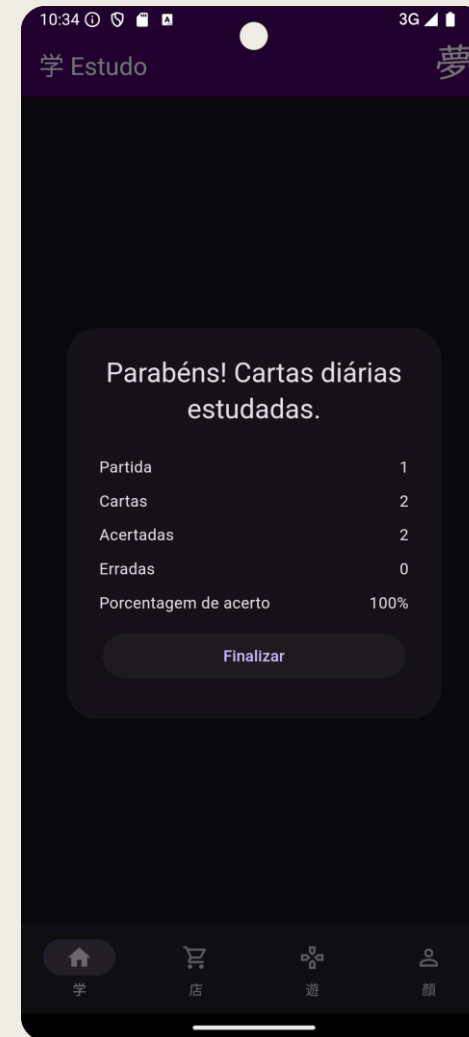 10:34 3G
学 Estudo 夢
Parabéns! Cartas diárias
estudadas.
Partida 1
Cartas 2
Acertadas 2
Erradas 0
Porcentagem de acerto 100%
Finalizar
学 店 遊 顔